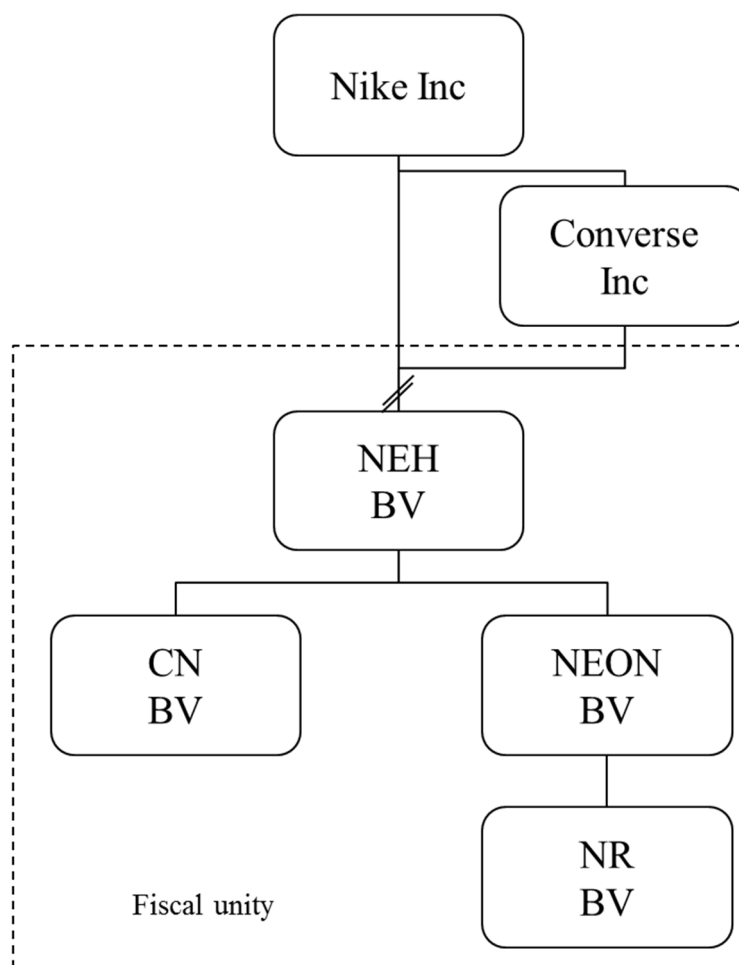 Nike Inc
Converse
Inc
NEH
BV
CN
BV
NEON
BV
NR
BV
Fiscal unity